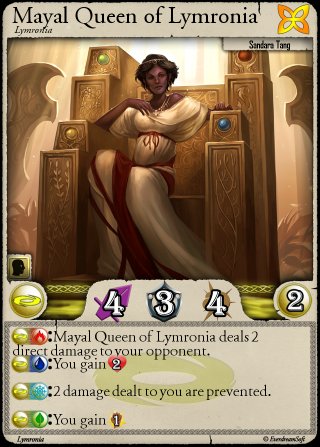 Mayal Queen of Lymronia
Lymronia
Sandara Tang
4 3 4 2
:Mayal Queen of Lymronia deals 2
direct damage to your opponent.
:You gain 2
:2 damage dealt to you are prevented.
:You gain 1
Lymronia © EverdreamSoft